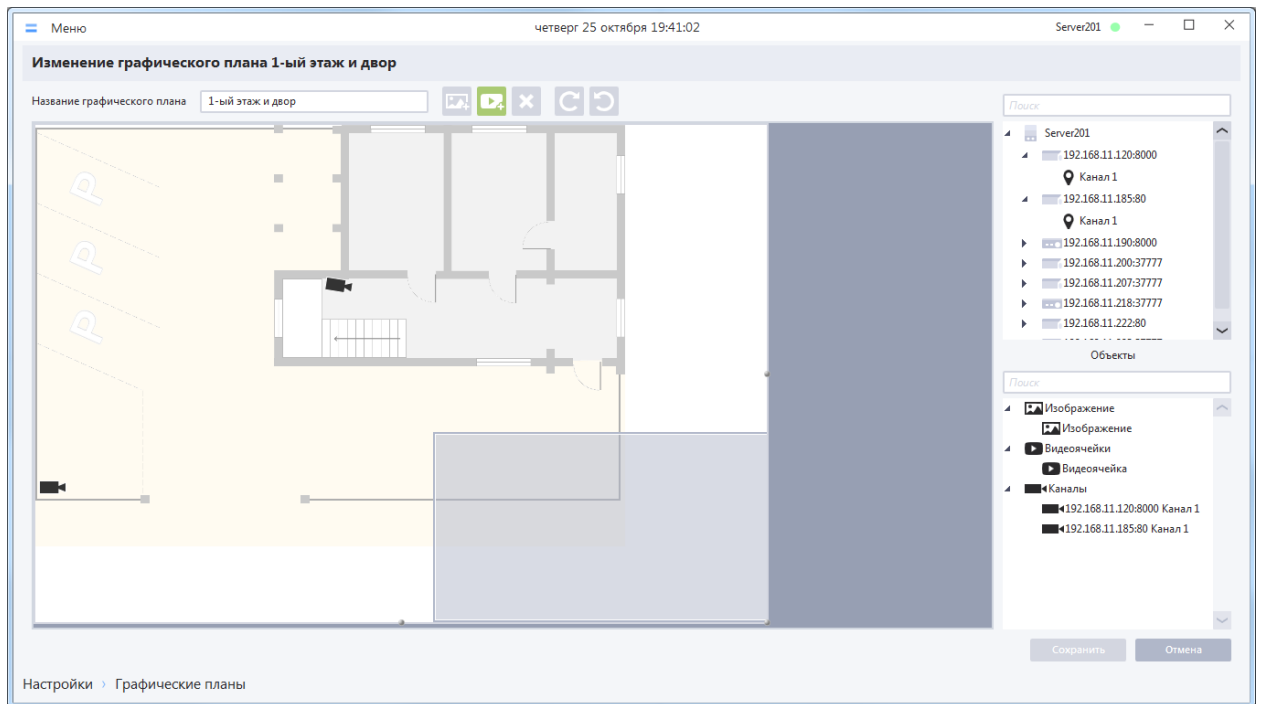 Меню
четверг 25 октября 19:41:02
Server201
Изменение графического плана 1-ый этаж и двор
Название графического плана
1-ый этаж и двор
Поиск
Server201
192.168.11.120:8000
Канал 1
192.168.11.185:80
Канал 1
192.168.11.190:8000
192.168.11.200:37777
192.168.11.207:37777
192.168.11.218:37777
192.168.11.222:80
P
P
P
Объекты
Поиск
Изображение
Изображение
Видеоячейки
Видеоячейка
Каналы
192.168.11.120:8000 Канал 1
192.168.11.185:80 Канал 1
Сохранить
Отмена
Настройки › Графические планы